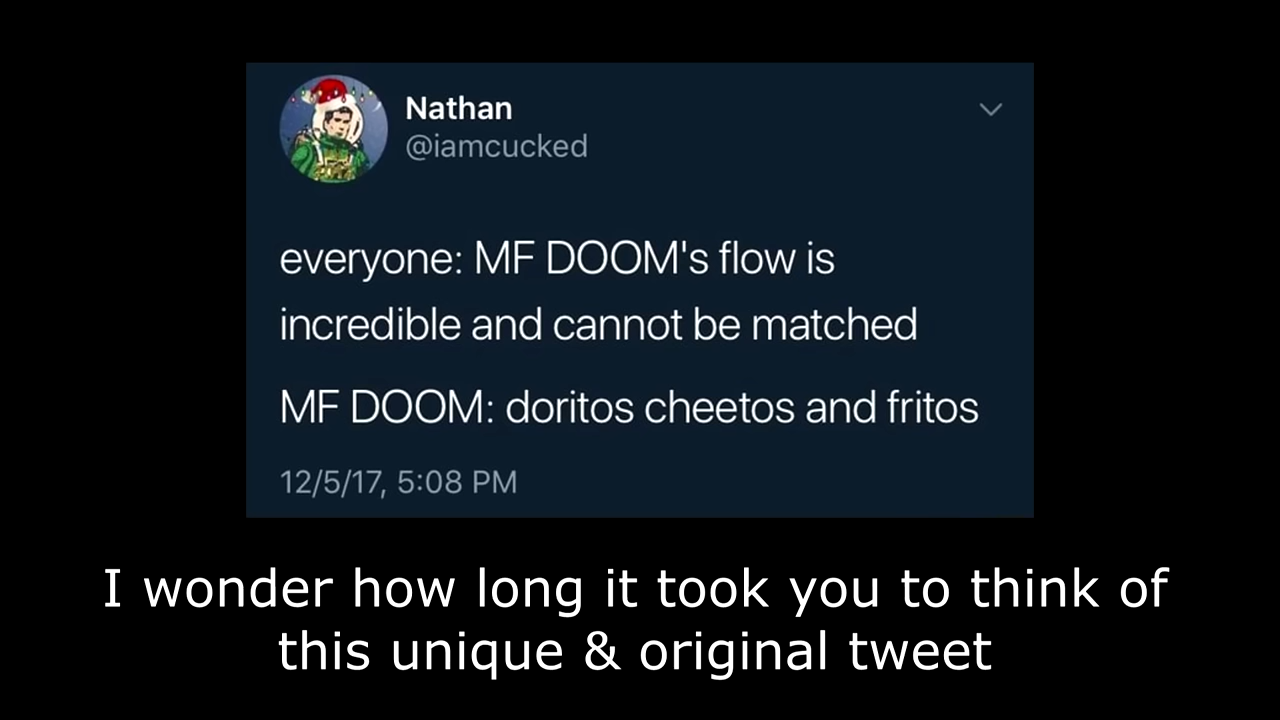 Nathan
@iamcucked
everyone: MF DOOM's flow is
incredible and cannot be matched
MF DOOM: doritos cheetos and fritos
12/5/17, 5:08 PM
I wonder how long it took you to think of
this unique & original tweet